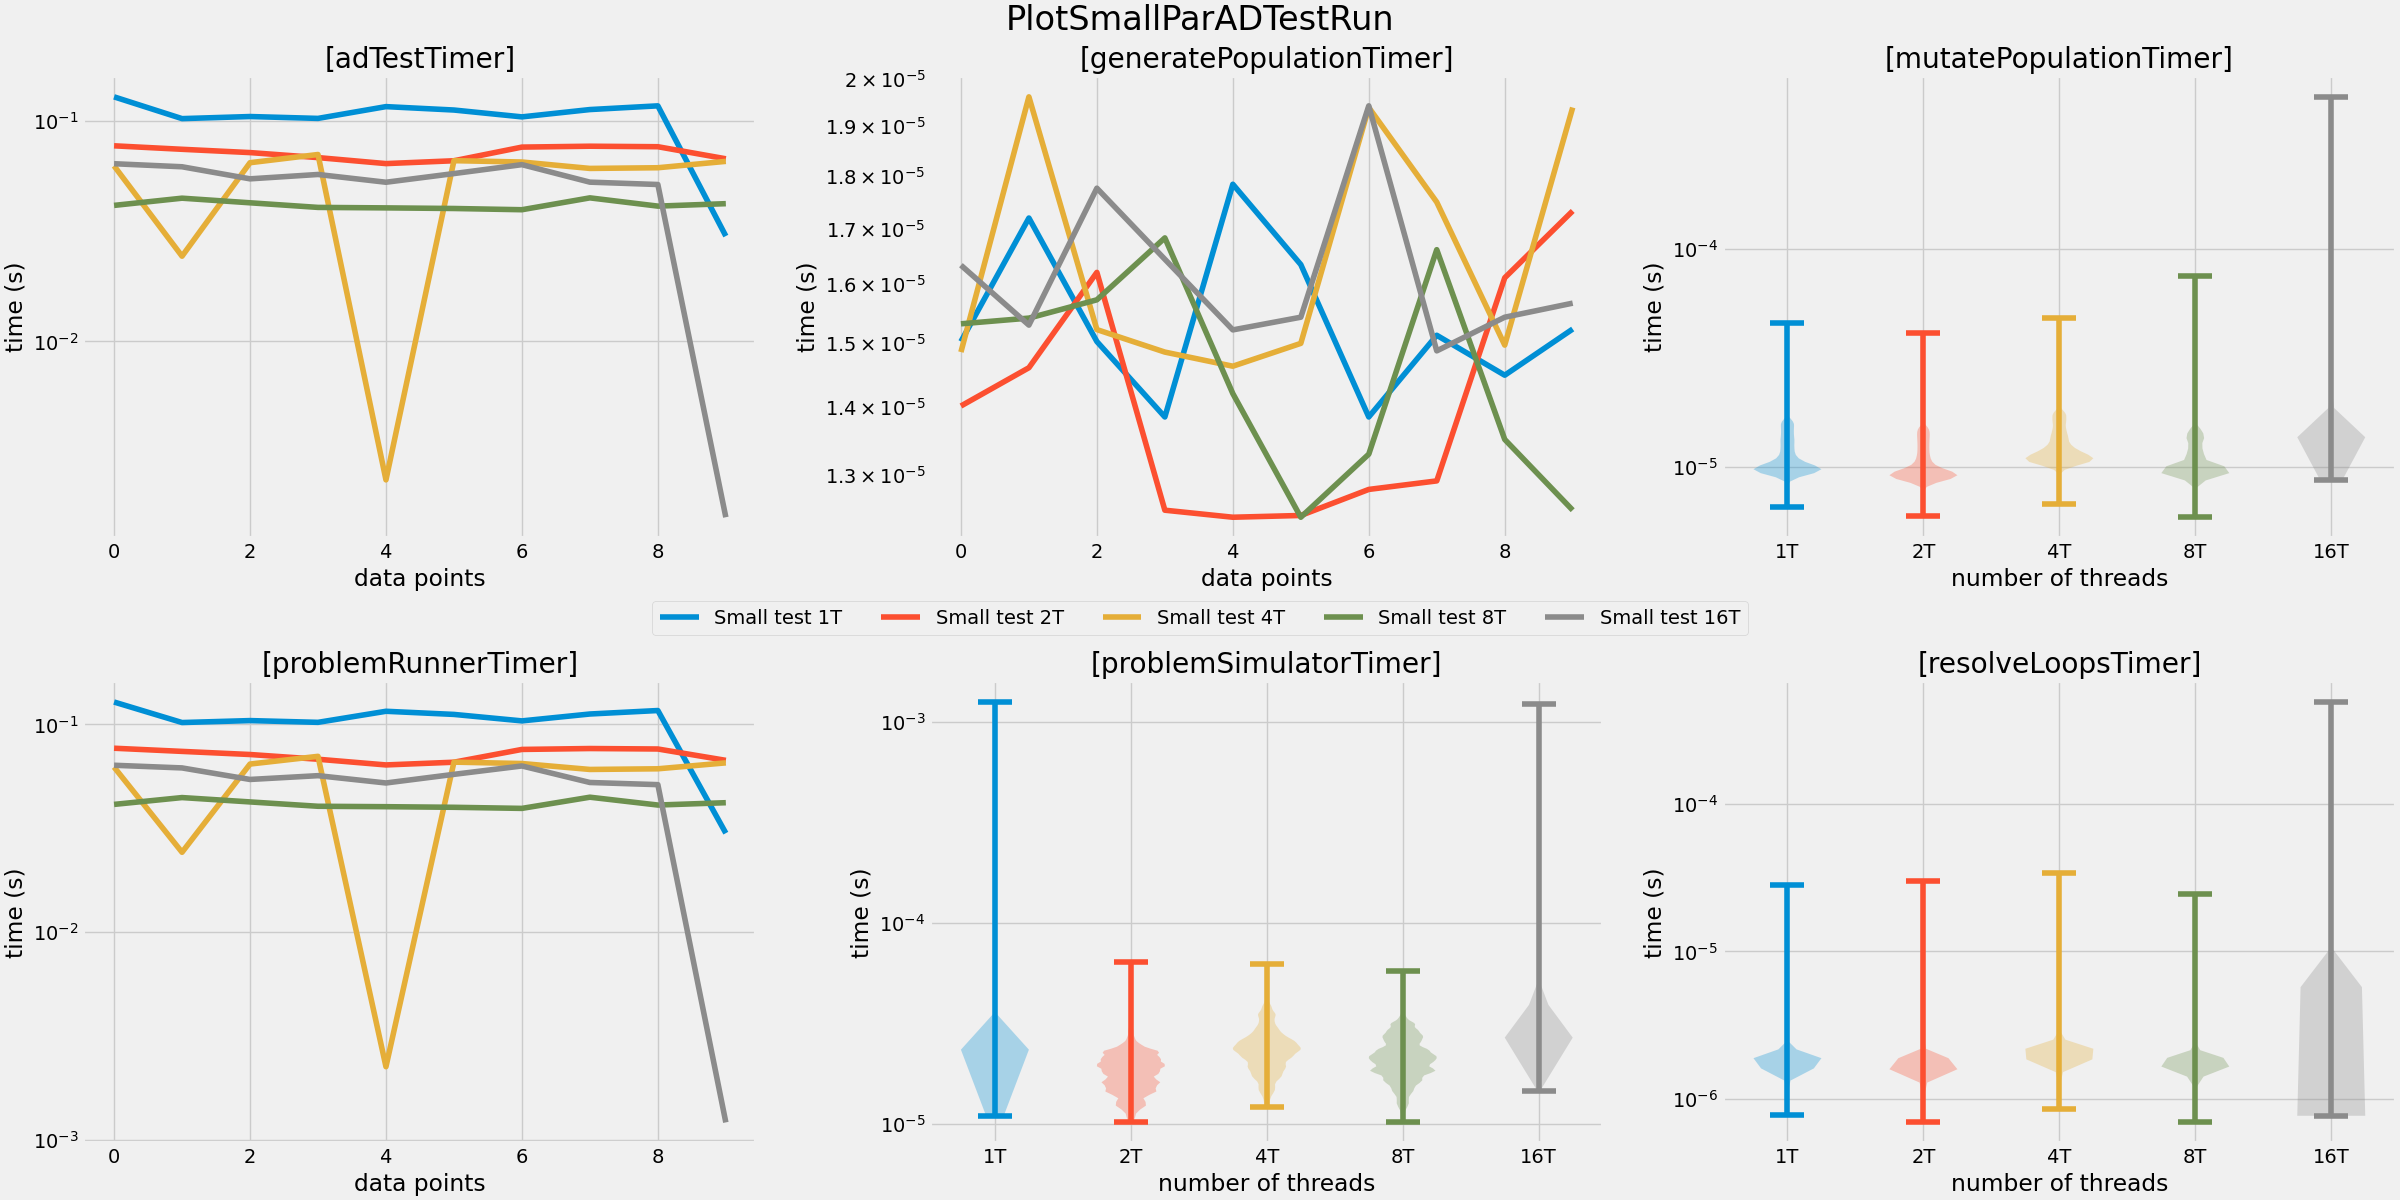 PlotSmallParADTestRun
[adTestTimer]
time (s)
10⁻¹
10⁻²
0 2 4 6 8
data points
[generatePopulationTimer]
time (s)
2 × 10⁻⁵
1.9 × 10⁻⁵
1.8 × 10⁻⁵
1.7 × 10⁻⁵
1.6 × 10⁻⁵
1.5 × 10⁻⁵
1.4 × 10⁻⁵
1.3 × 10⁻⁵
0 2 4 6 8
data points
[mutatePopulationTimer]
time (s)
10⁻⁴
10⁻⁵
1T 2T 4T 8T 16T
number of threads
Small test 1T Small test 2T Small test 4T Small test 8T Small test 16T
[problemRunnerTimer]
time (s)
10⁻¹
10⁻²
10⁻³
0 2 4 6 8
data points
[problemSimulatorTimer]
time (s)
10⁻³
10⁻⁴
10⁻⁵
1T 2T 4T 8T 16T
number of threads
[resolveLoopsTimer]
time (s)
10⁻⁴
10⁻⁵
10⁻⁶
1T 2T 4T 8T 16T
number of threads